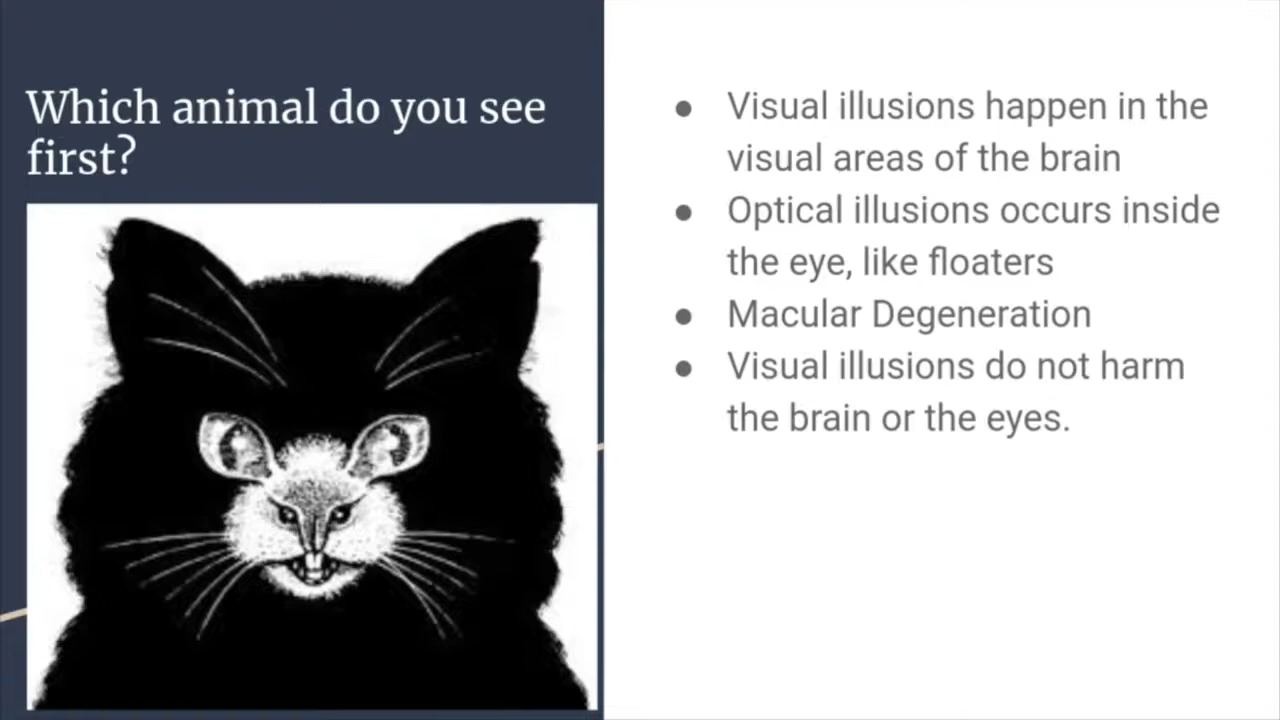 Which animal do you see
first?
● Visual illusions happen in the
visual areas of the brain
● Optical illusions occurs inside
the eye, like floaters
● Macular Degeneration
● Visual illusions do not harm
the brain or the eyes.